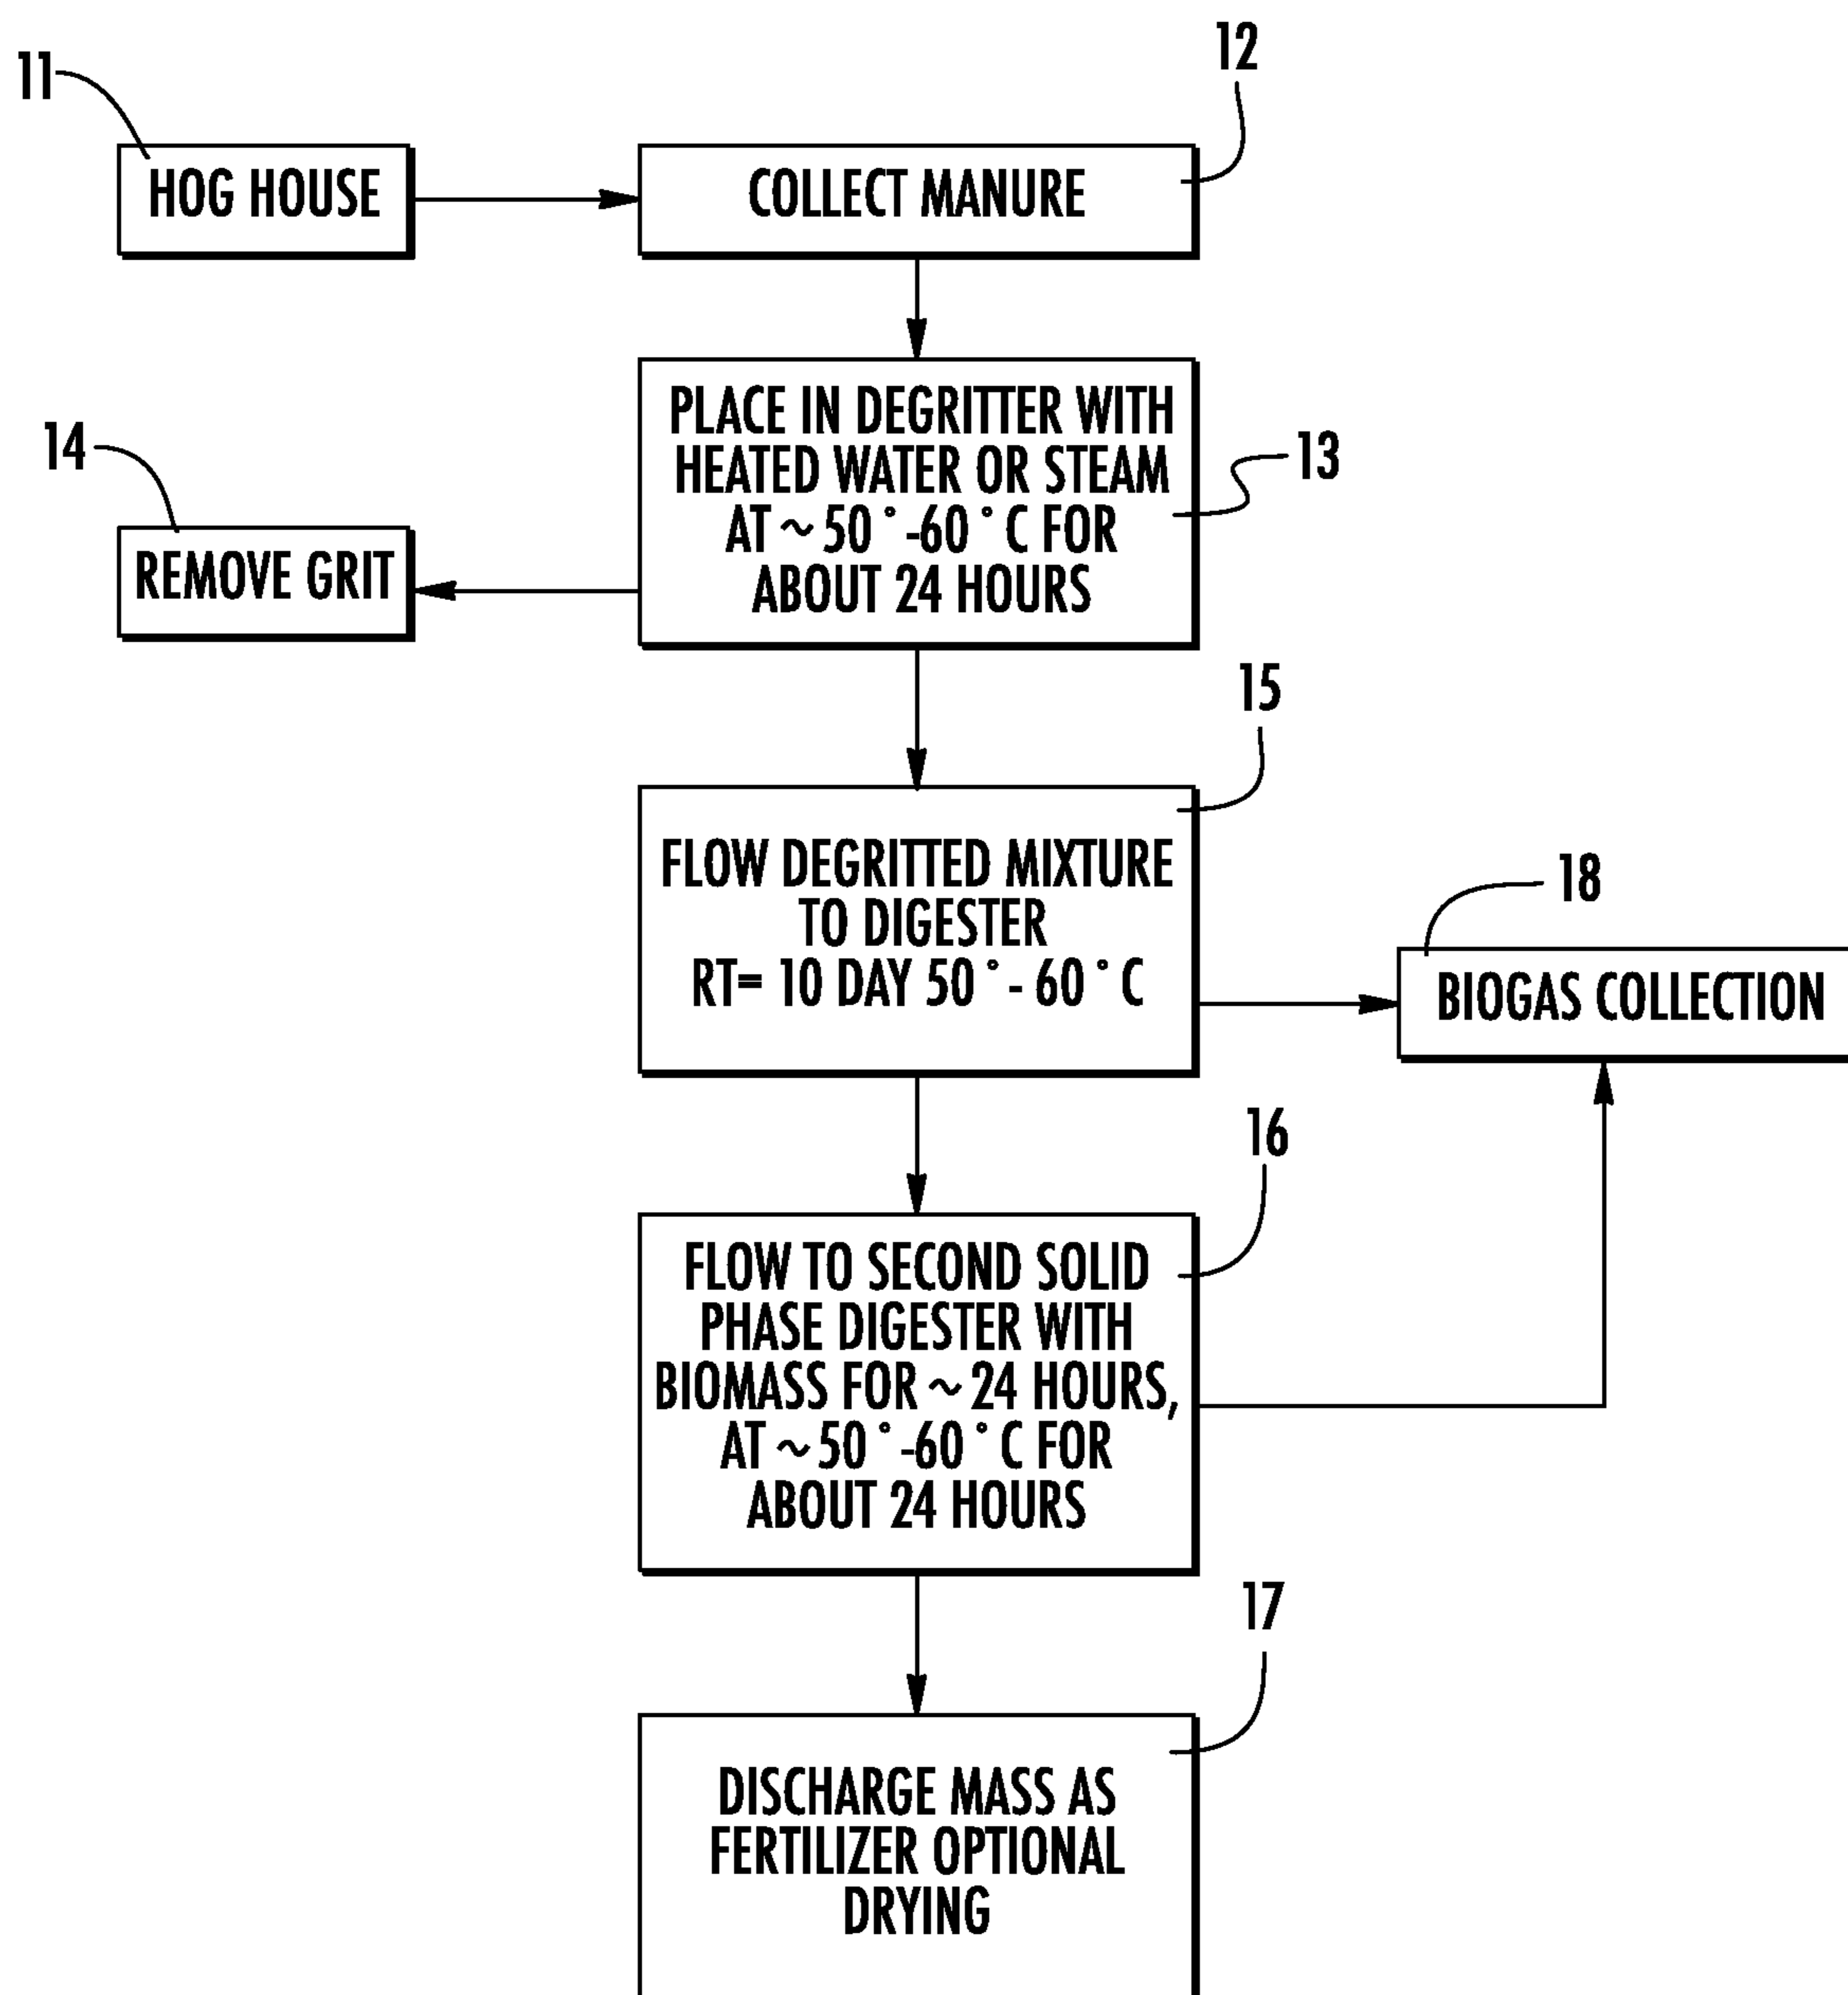 11
12
HOG HOUSE
COLLECT MANURE
PLACE IN DEGRITTER WITH
HEATED WATER OR STEAM
AT ~ 50°-60°C FOR
ABOUT 24 HOURS
13
14
REMOVE GRIT
15
FLOW DEGRITTED MIXTURE
TO DIGESTER
RT= 10 DAY 50°- 60°C
18
BIOGAS COLLECTION
16
FLOW TO SECOND SOLID
PHASE DIGESTER WITH
BIOMASS FOR ~ 24 HOURS,
AT ~50°-60°C FOR
ABOUT 24 HOURS
17
DISCHARGE MASS AS
FERTILIZER OPTIONAL
DRYING